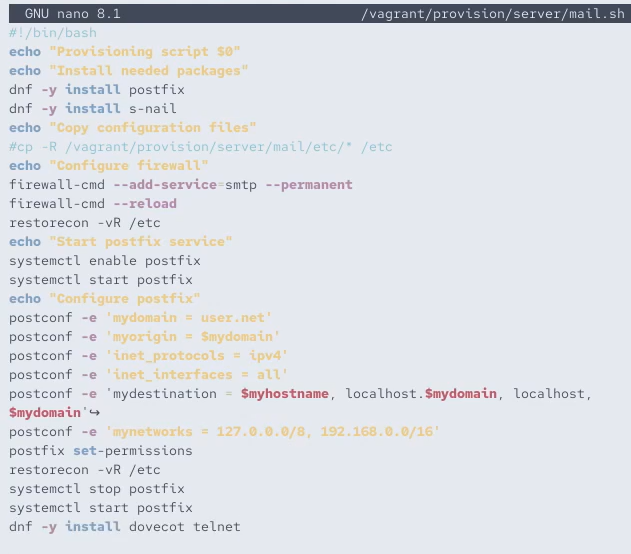 GNU nano 8.1 /vagrant/provision/server/mail.sh
#!/bin/bash
echo "Provisioning script $0"
echo "Install needed packages"
dnf -y install postfix
dnf -y install s-nail
echo "Copy configuration files"
#cp -R /vagrant/provision/server/mail/etc/* /etc
echo "Configure firewall"
firewall-cmd --add-service=smtp --permanent
firewall-cmd --reload
restorecon -vR /etc
echo "Start postfix service"
systemctl enable postfix
systemctl start postfix
echo "Configure postfix"
postconf -e 'mydomain = user.net'
postconf -e 'myorigin = $mydomain'
postconf -e 'inet_protocols = ipv4'
postconf -e 'inet_interfaces = all'
postconf -e 'mydestination = $myhostname, localhost.$mydomain, localhost,
$mydomain'↪
postconf -e 'mynetworks = 127.0.0.0/8, 192.168.0.0/16'
postfix set-permissions
restorecon -vR /etc
systemctl stop postfix
systemctl start postfix
dnf -y install dovecot telnet